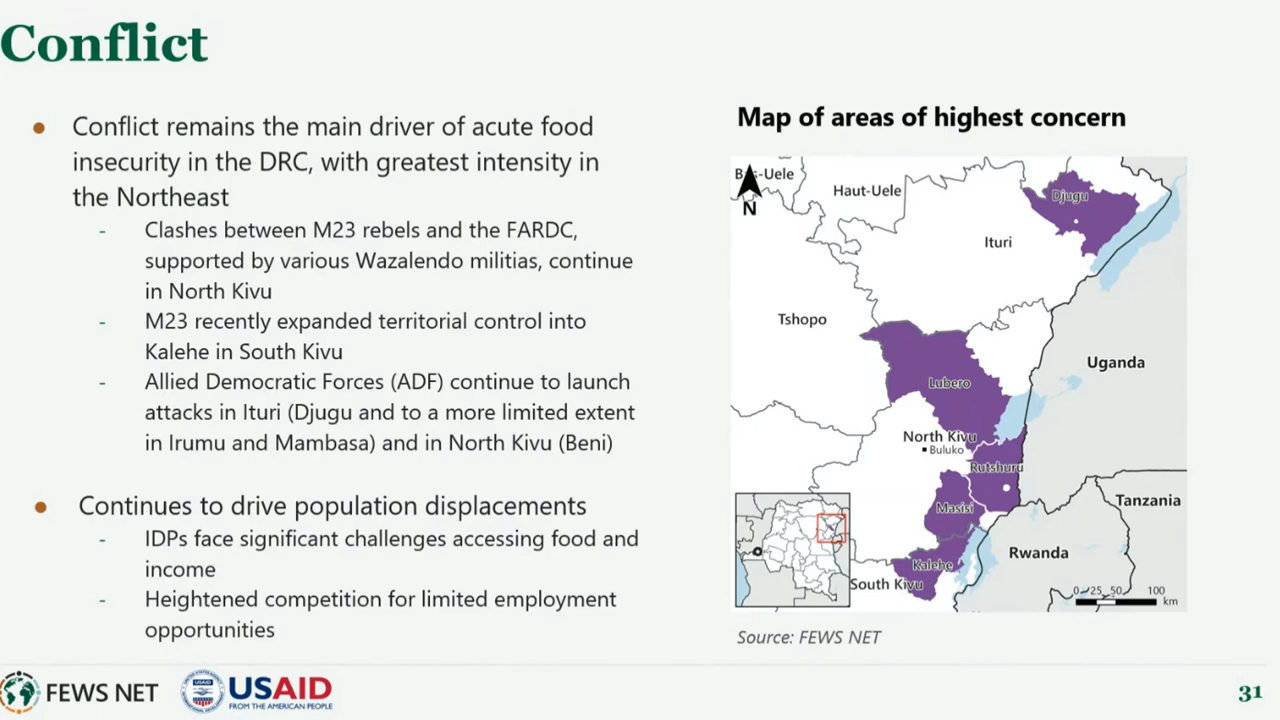 Conflict
● Conflict remains the main driver of acute food
insecurity in the DRC, with greatest intensity in
the Northeast
- Clashes between M23 rebels and the FARDC,
supported by various Wazalendo militias, continue
in North Kivu
- M23 recently expanded territorial control into
Kalehe in South Kivu
- Allied Democratic Forces (ADF) continue to launch
attacks in Ituri (Djugu and to a more limited extent
in Irumu and Mambasa) and in North Kivu (Beni)
● Continues to drive population displacements
- IDPs face significant challenges accessing food and
income
- Heightened competition for limited employment
opportunities
Map of areas of highest concern
Bas-Uele
N
Haut-Uele
Djugu
Ituri
Tshopo
Uganda
Lubero
North Kivu
Buluko
Rutshuru
Tanzania
Masisi
Rwanda
Kalehe
South Kivu
0 25 50 100
km
Source: FEWS NET
FEWS NET
USAID
USAID
FROM THE AMERICAN PEOPLE
31